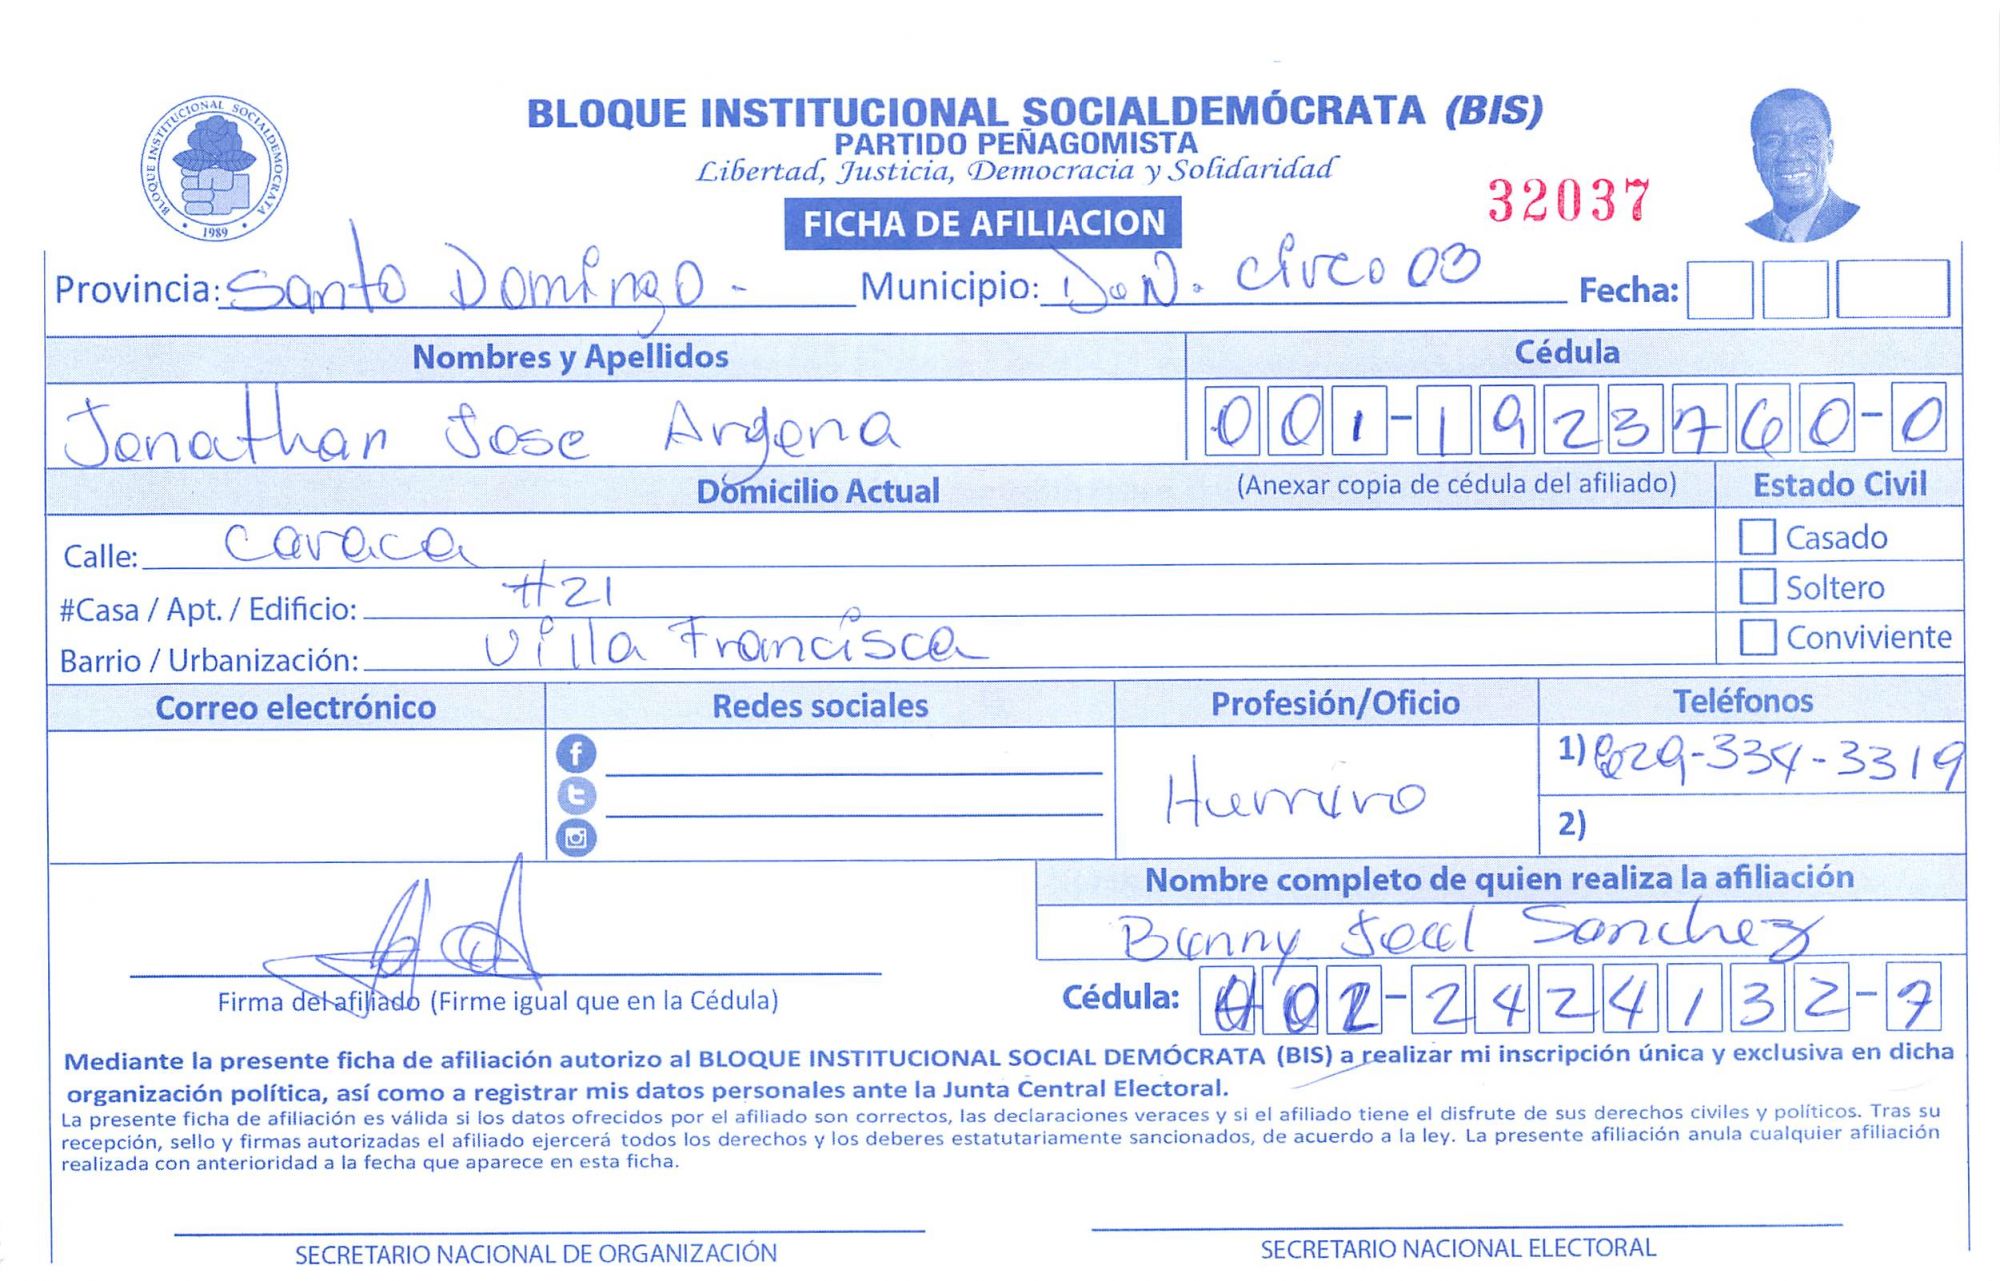 BLOQUE INSTITUCIONAL SOCIALDEMOCRATA
1989
BLOQUE INSTITUCIONAL SOCIALDEMÓCRATA (BIS)
PARTIDO PEÑAGOMISTA
Libertad, Justicia, Democracia y Solidaridad
32037
FICHA DE AFILIACION
Provincia: Santo Domingo - Municipio: D.N. circo 03 Fecha:
Nombres y Apellidos Cédula
Jonathan Jose Argena 001-1923760-0
Domicilio Actual (Anexar copia de cédula del afiliado) Estado Civil
Calle: Caraca Casado
#Casa / Apt. / Edificio: #21 Soltero
Barrio / Urbanización: Villa Francisca Conviviente
Correo electrónico Redes sociales Profesión/Oficio Teléfonos
1) 829-334-3319
2)
Nombre completo de quien realiza la afiliación
Sanchez
Firma del afiliado (Firme igual que en la Cédula) Cédula: 402-2424132-7
Mediante la presente ficha de afiliación autorizo al BLOQUE INSTITUCIONAL SOCIAL DEMÓCRATA (BIS) a realizar mi inscripción única y exclusiva en dicha
organización política, así como a registrar mis datos personales ante la Junta Central Electoral.
La presente ficha de afiliación es válida si los datos ofrecidos por el afiliado son correctos, las declaraciones veraces y si el afiliado tiene el disfrute de sus derechos civiles y políticos. Tras su
recepción, sello y firmas autorizadas el afiliado ejercerá todos los derechos y los deberes estatutariamente sancionados, de acuerdo a la ley. La presente afiliación anula cualquier afiliación
realizada con anterioridad a la fecha que aparece en esta ficha.
SECRETARIO NACIONAL DE ORGANIZACIÓN SECRETARIO NACIONAL ELECTORAL